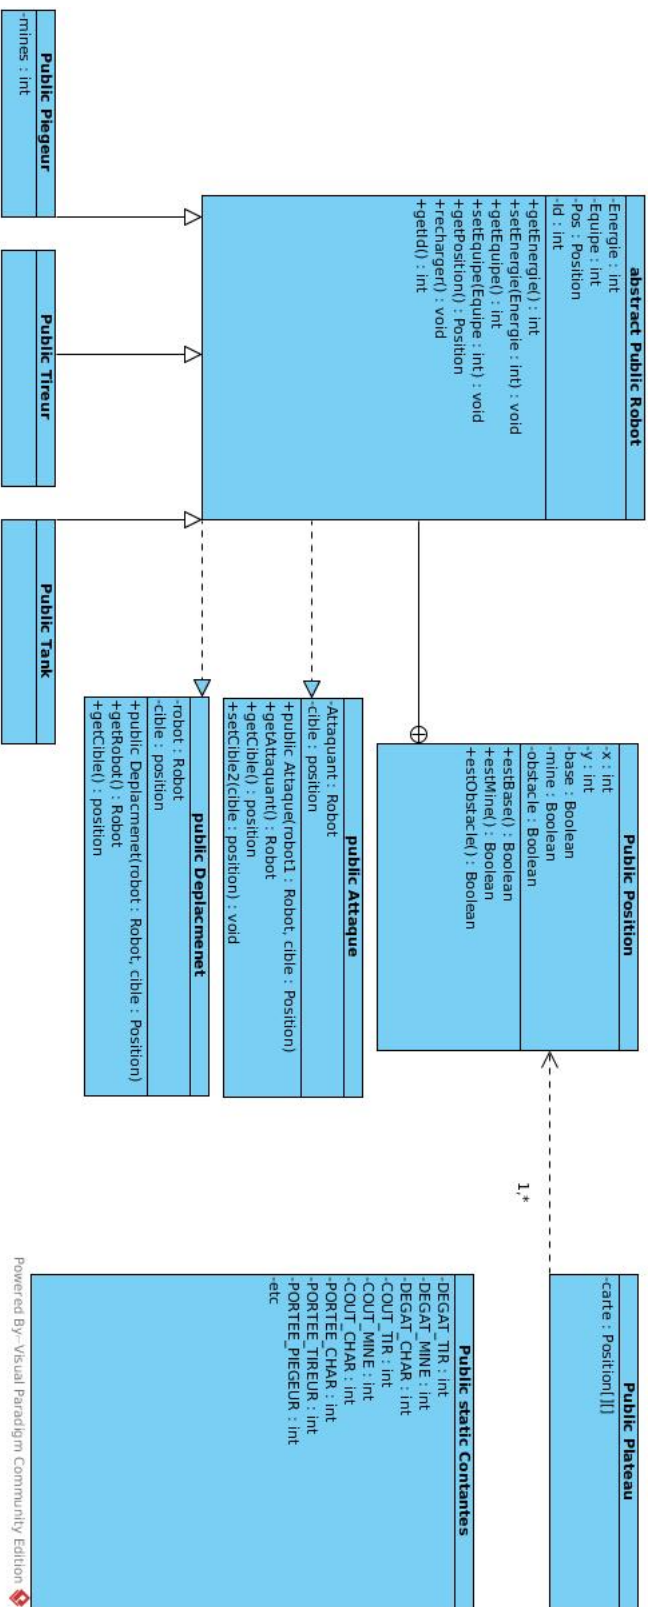 abstract Public Robot
-Energie : int
-Equipe : int
-Pos : Position
-Id : int
+getEnergie() : int
+setEnergie(Energie : int) : void
+getEquipe() : int
+setEquipe(Equipe : int) : void
+getPosition() : Position
+recharger() : void
+getId() : int
Public Position
-x : int
-y : int
-base : Boolean
-mine : Boolean
-obstacle : Boolean
+estBase() : Boolean
+estMine() : Boolean
+estObstacle() : Boolean
1,*
Public Plateau
-carte : Position[][]
public Attaque
-Attaquant : Robot
-cible : position
+public Attaque(robot1 : Robot, cible : Position)
+getAttaquant() : Robot
+getCible() : position
+setCible2(cible : position) : void
public Deplacmenet
-robot : Robot
-cible : position
+public Deplacmenet(robot : Robot, cible : Position)
+getRobot() : Robot
+getCible() : position
Public static Contantes
-DEGAT_TIR : int
-DEGAT_MINE : int
-DEGAT_CHAR : int
-COUT_TIR : int
-COUT_MINE : int
-COUT_CHAR : int
-PORTEE_CHAR : int
-PORTEE_TIREUR : int
-PORTEE_PIEGEUR : int
-etc
Public Piegeur
-mines : int
Public Tireur
Public Tank
Powered By Visual Paradigm Community Edition